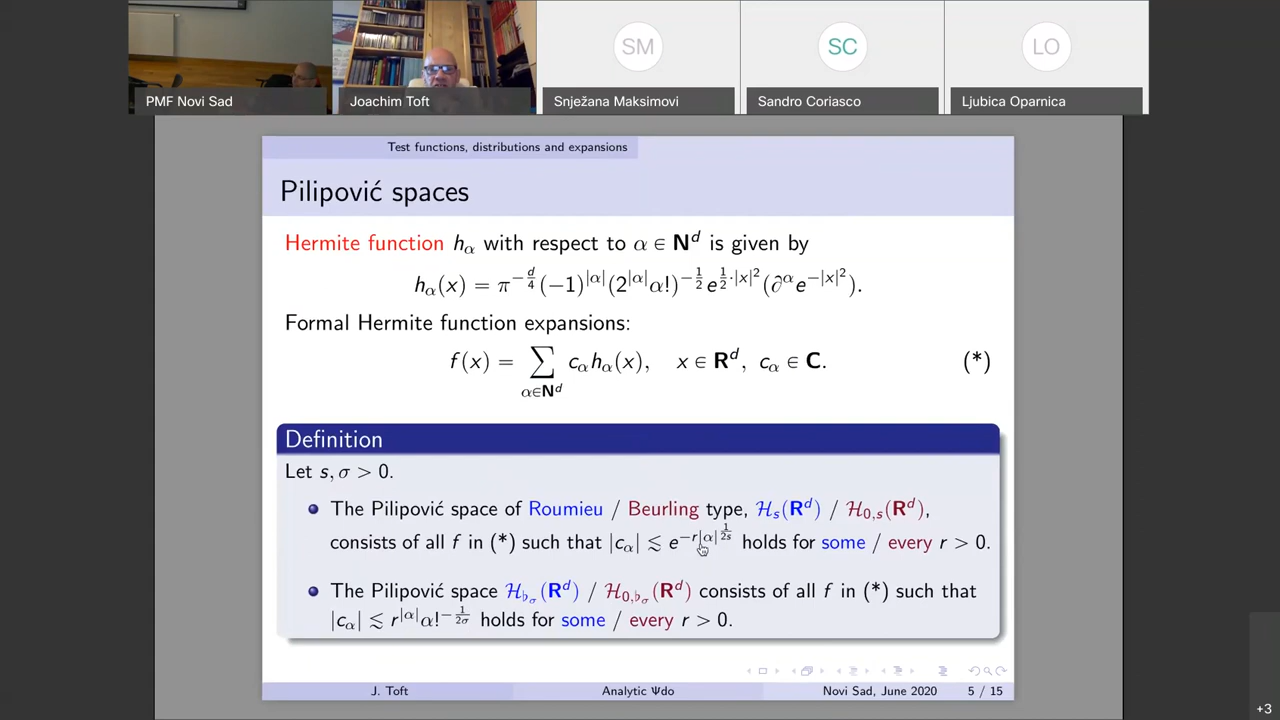 SM
SC
LO
PMF Novi Sad
Joachim Toft
Snježana Maksimovi
Sandro Coriasco
Ljubica Oparnica
Test functions, distributions and expansions
Pilipović spaces
Hermite function h_α with respect to α ∈ N^d is given by
h_α(x) = π^{-d/4}(−1)^{|α|}(2^{|α|}α!)^{-1/2}e^{1/2·|x|^2}(∂^α e^{−|x|^2}).
Formal Hermite function expansions:
f(x) = ∑_{α∈N^d} c_α h_α(x), x ∈ R^d, c_α ∈ C. (*)
Definition
Let s, σ > 0.
The Pilipović space of Roumieu / Beurling type, H_s(R^d) / H_{0,s}(R^d),
consists of all f in (*) such that |c_α| ≲ e^{−r|α|^{1/2s}} holds for some / every r > 0.
The Pilipović space H_{♭_σ}(R^d) / H_{0,♭_σ}(R^d) consists of all f in (*) such that
|c_α| ≲ r^{|α|}α!^{-1/2σ} holds for some / every r > 0.
J. Toft Analytic Ψdo Novi Sad, June 2020 5 / 15
+3